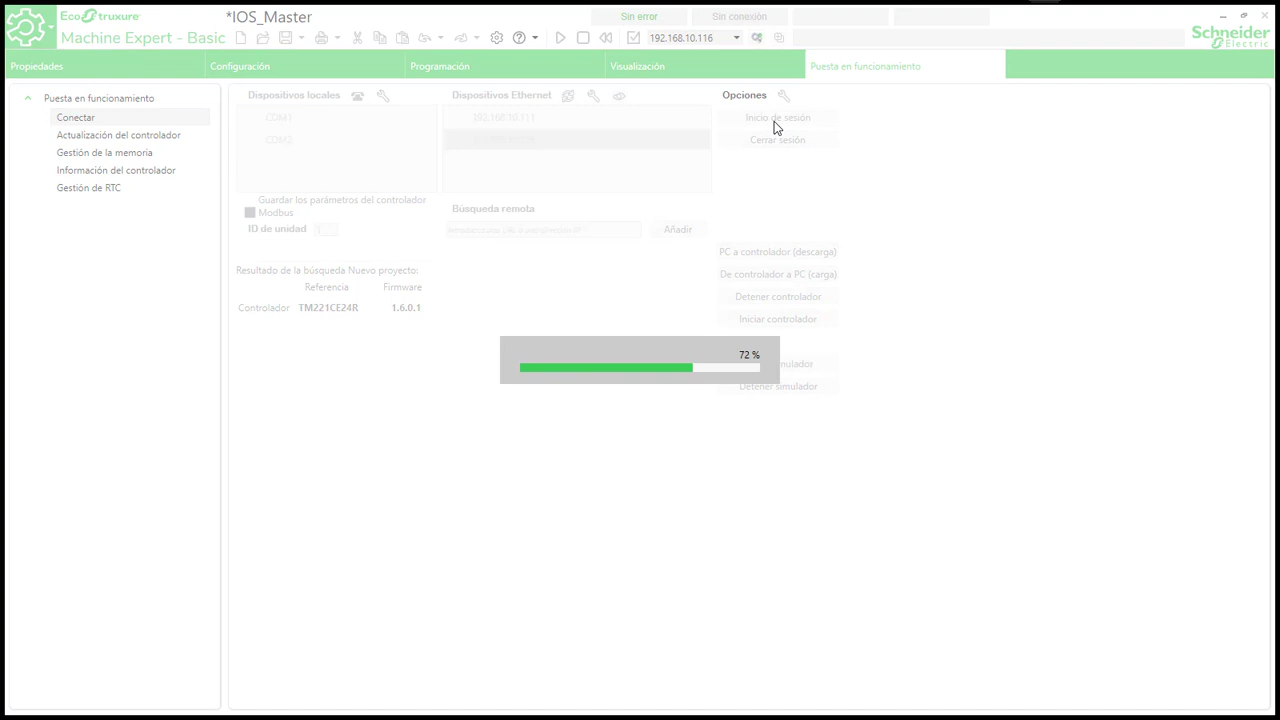 EcoStruxure
*IOS_Master
Sin error
Sin conexión
Machine Expert - Basic
192.168.10.116
Schneider
Electric
Propiedades
Configuración
Programación
Visualización
Puesta en funcionamiento
Puesta en funcionamiento
Conectar
Actualización del controlador
Gestión de la memoria
Información del controlador
Gestión de RTC
Dispositivos locales
COM1
COM2
Dispositivos Ethernet
192.168.10.111
Opciones
Inicio de sesión
Cerrar sesión
Guardar los parámetros del controlador
Modbus
ID de unidad
Búsqueda remota
Añadir
PC a controlador (descarga)
De controlador a PC (carga)
Detener controlador
Iniciar controlador
Detener simulador
Resultado de la búsqueda Nuevo proyecto:
Referencia Firmware
Controlador TM221CE24R 1.6.0.1
72 %